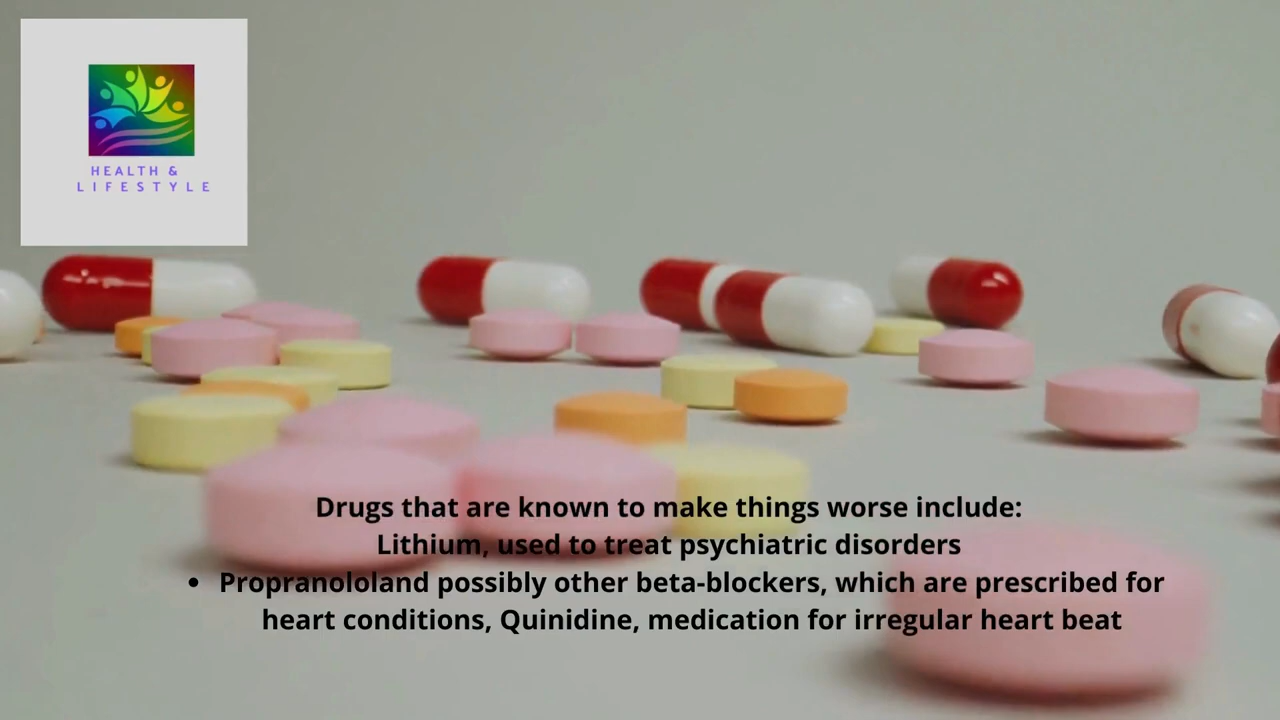 HEALTH &
LIFESTYLE
Drugs that are known to make things worse include:
Lithium, used to treat psychiatric disorders
• Propranololand possibly other beta-blockers, which are prescribed for
heart conditions, Quinidine, medication for irregular heart beat